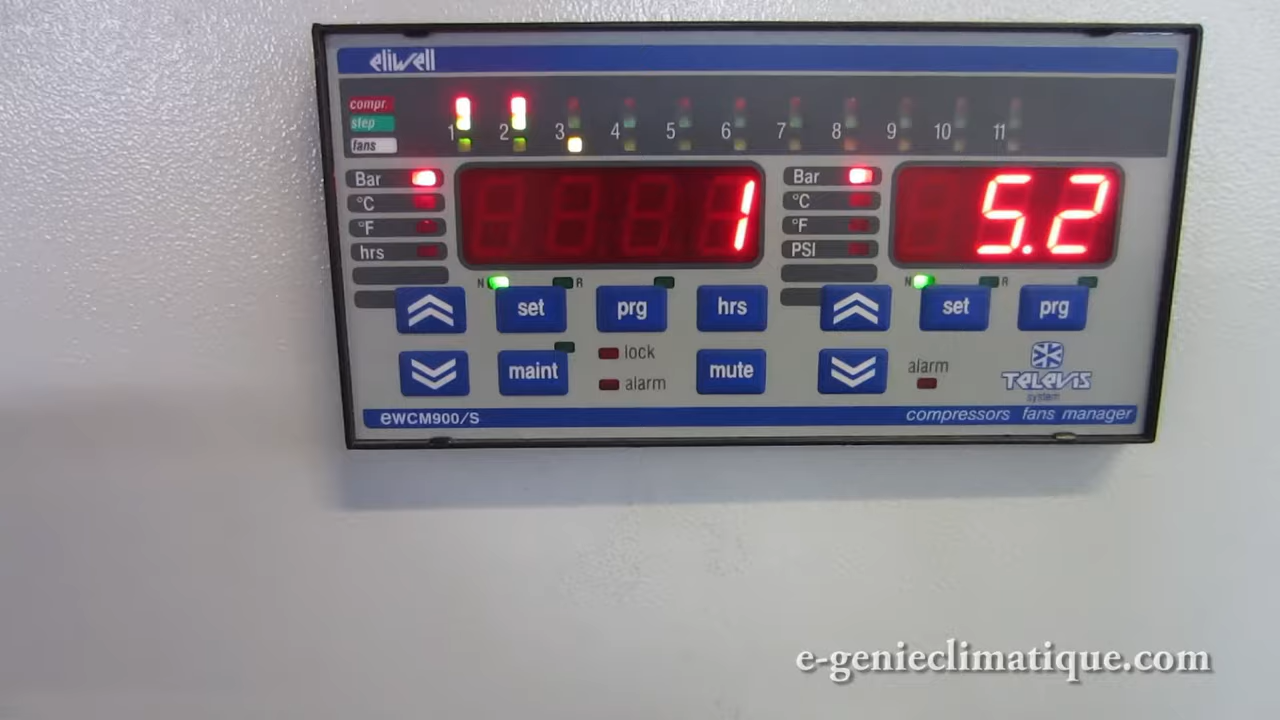 eliwell
compr.
step
fans
1 2 3 4 5 6 7 8 9 10 11
Bar
°C
°F
hrs
1
Bar
°C
°F
PSI
5.2
N R
N R
set prg hrs
set prg
maint
lock
alarm
mute
alarm
TELEVIS
system
eWCM900/S
compressors fans manager
e-genieclimatique.com